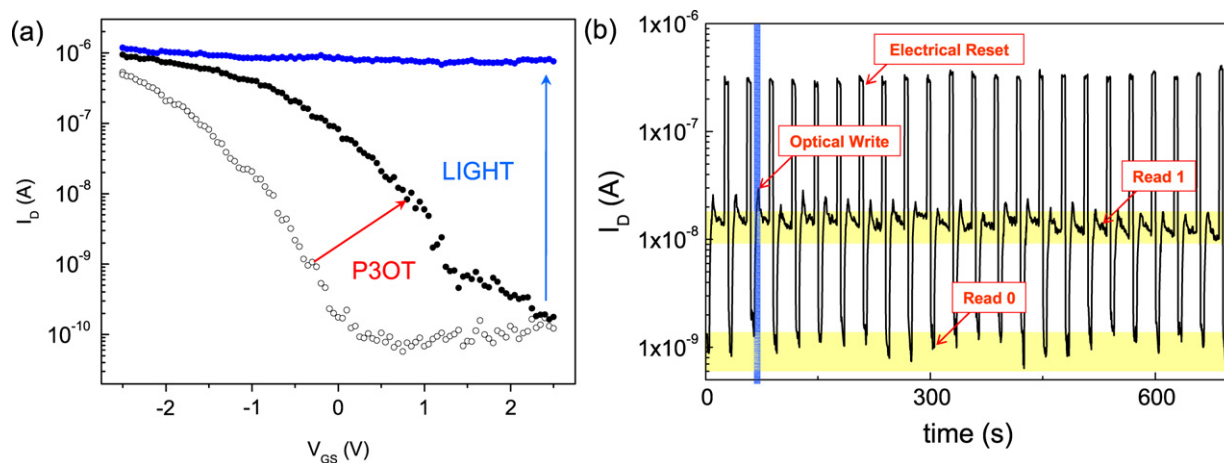 (a)
10⁻⁶
10⁻⁷
10⁻⁸
10⁻⁹
10⁻¹⁰
I_D (A)
LIGHT
P3OT
-2 -1 0 1 2
V_GS (V)
(b)
1x10⁻⁶
1x10⁻⁷
1x10⁻⁸
1x10⁻⁹
I_D (A)
Electrical Reset
Optical Write
Read 1
Read 0
0 300 600
time (s)